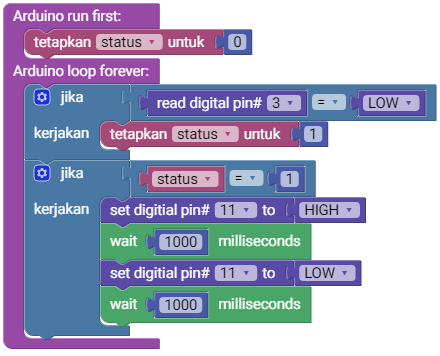 Arduino run first:
tetapkan status untuk 0
Arduino loop forever:
jika read digital pin# 3 = LOW
kerjakan tetapkan status untuk 1
jika status = 1
kerjakan set digitial pin# 11 to HIGH
wait 1000 milliseconds
set digitial pin# 11 to LOW
wait 1000 milliseconds